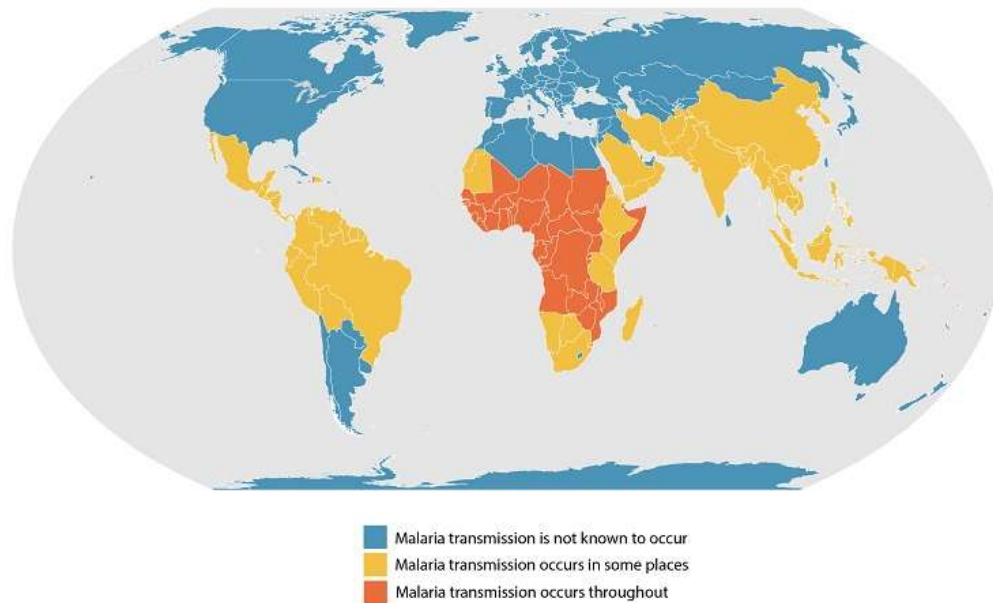 Malaria transmission is not known to occur
Malaria transmission occurs in some places
Malaria transmission occurs throughout